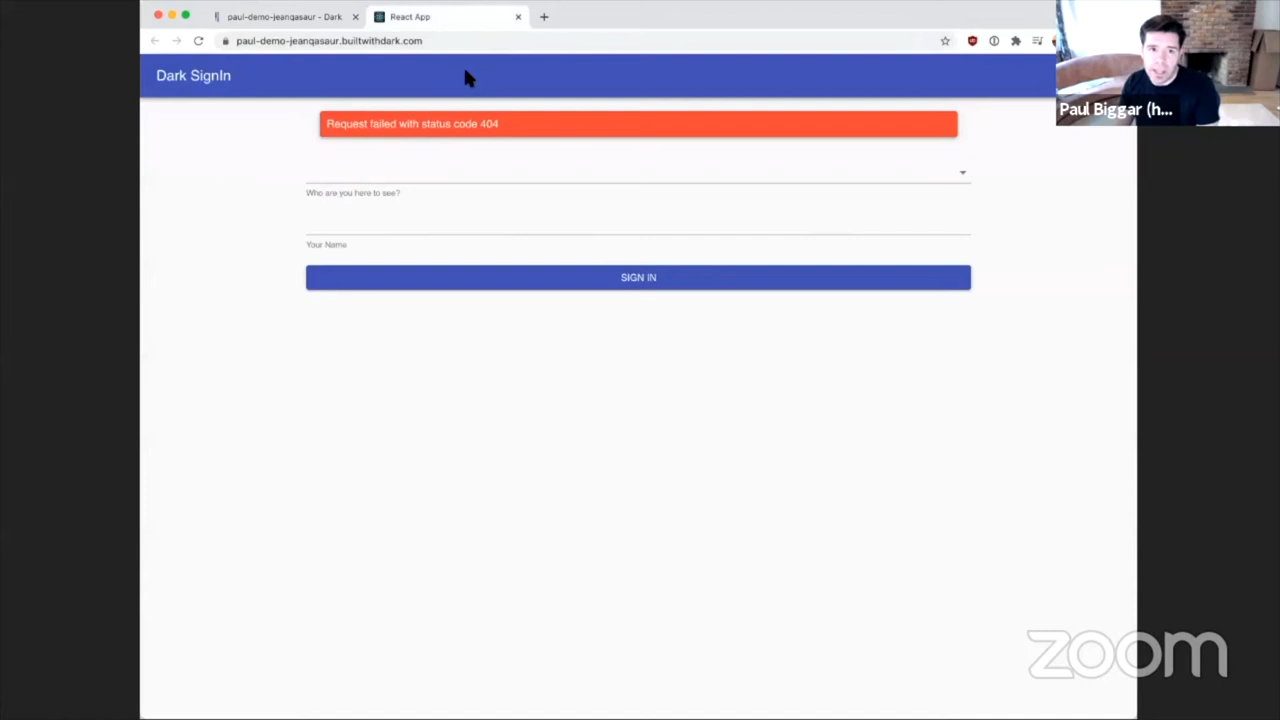 paul-demo-jeanqasaur - Dark
React App
paul-demo-jeanqasaur.builtwithdark.com
Dark SignIn
Paul Biggar (h...
Request failed with status code 404
Who are you here to see?
Your Name
SIGN IN
zoom